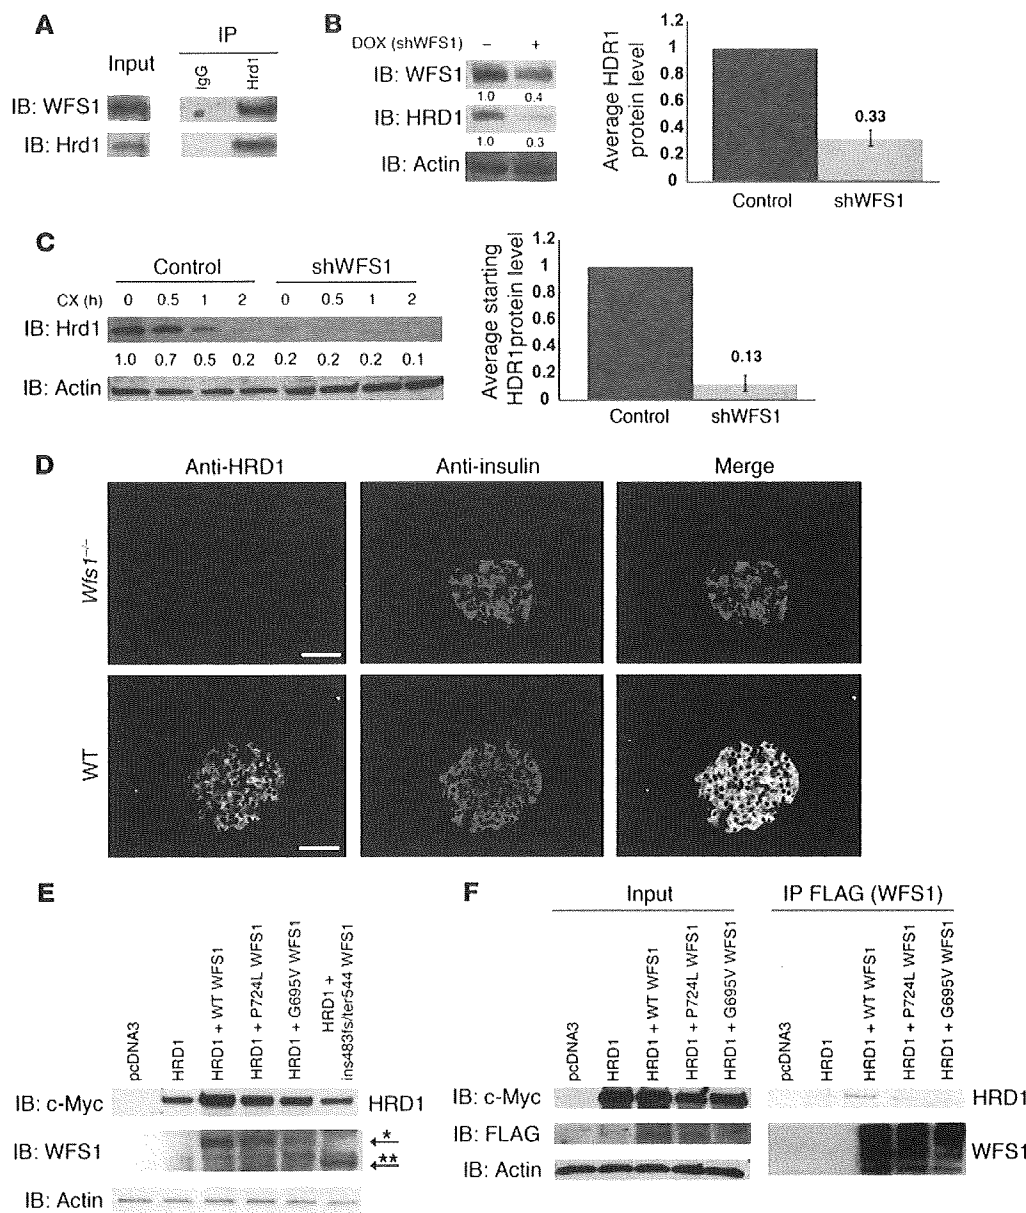 A
IP
Input
IgG
Hrd1
IB: WFS1
IB: Hrd1
B
DOX (shWFS1) – +
IB: WFS1
1.0 0.4
IB: HRD1
1.0 0.3
IB: Actin
Average HDR1
protein level
1.2
1
0.8
0.6
0.4
0.2
0
0.33
Control shWFS1
C
Control shWFS1
CX (h) 0 0.5 1 2 0 0.5 1 2
IB: Hrd1
1.0 0.7 0.5 0.2 0.2 0.2 0.2 0.1
IB: Actin
Average starting
HDR1protein level
1.2
1
0.8
0.6
0.4
0.2
0
0.13
Control shWFS1
D
Anti-HRD1 Anti-insulin Merge
Wfs1–/–
WT
E
pcDNA3
HRD1
HRD1 + WT WFS1
HRD1 + P724L WFS1
HRD1 + G695V WFS1
HRD1 +
ins483fs/ter544 WFS1
IB: c-Myc HRD1
IB: WFS1
*
**
IB: Actin
F
Input IP FLAG (WFS1)
pcDNA3
HRD1
HRD1 + WT WFS1
HRD1 + P724L WFS1
HRD1 + G695V WFS1
pcDNA3
HRD1
HRD1 + WT WFS1
HRD1 + P724L WFS1
HRD1 + G695V WFS1
IB: c-Myc HRD1
IB: FLAG
WFS1
IB: Actin